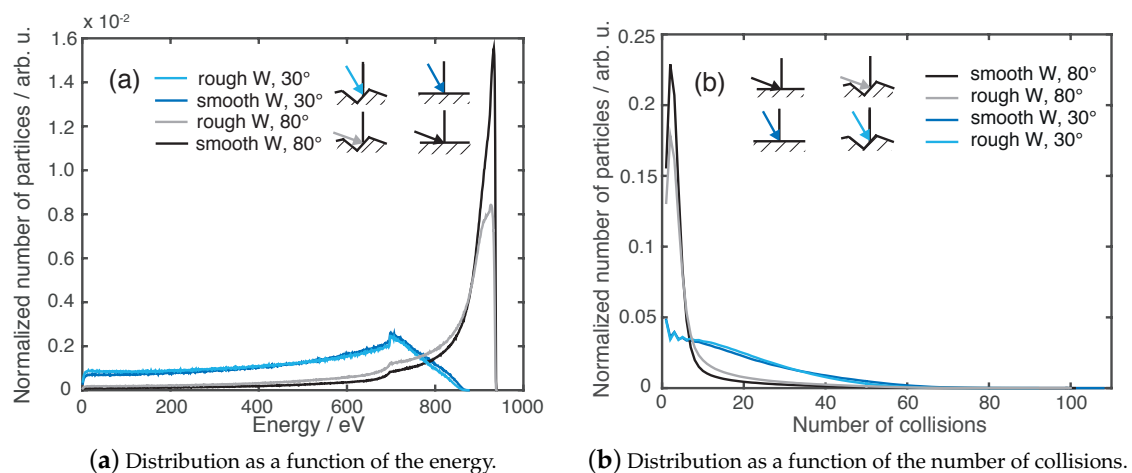 x 10-2
Normalized number of partilces / arb. u.
1.6
1.4
1.2
1.0
0.8
0.6
0.4
0.2
0
(a)
rough W, 30°
smooth W, 30°
rough W, 80°
smooth W, 80°
0 200 400 600 800 1000
Energy / eV
(a) Distribution as a function of the energy.
Normalized number of particles / arb. u.
0.25
0.2
0.15
0.1
0.05
0
(b)
smooth W, 80°
rough W, 80°
smooth W, 30°
rough W, 30°
0 20 40 60 80 100
Number of collisions
(b) Distribution as a function of the number of collisions.